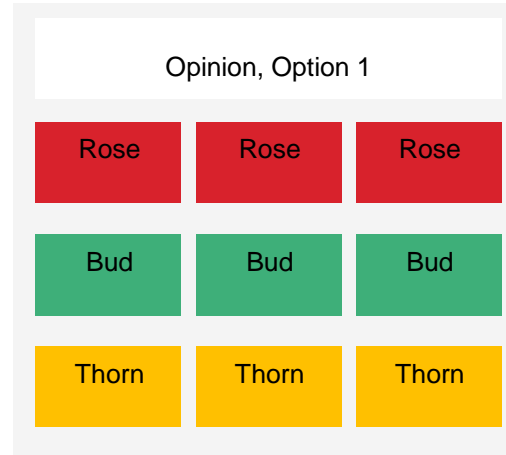 Opinion, Option 1
Rose Rose Rose
Bud Bud Bud
Thorn Thorn Thorn